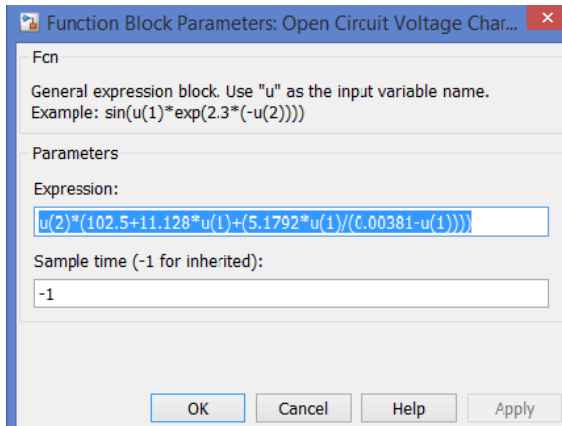 Function Block Parameters: Open Circuit Voltage Char...
Fcn
General expression block. Use "u" as the input variable name.
Example: sin(u(1)*exp(2.3*(-u(2))))
Parameters
Expression:
u(2)*(102.5+11.128*u(1)+(5.1792*u(1)/(0.00381-u(1))))
Sample time (-1 for inherited):
-1
OK Cancel Help Apply